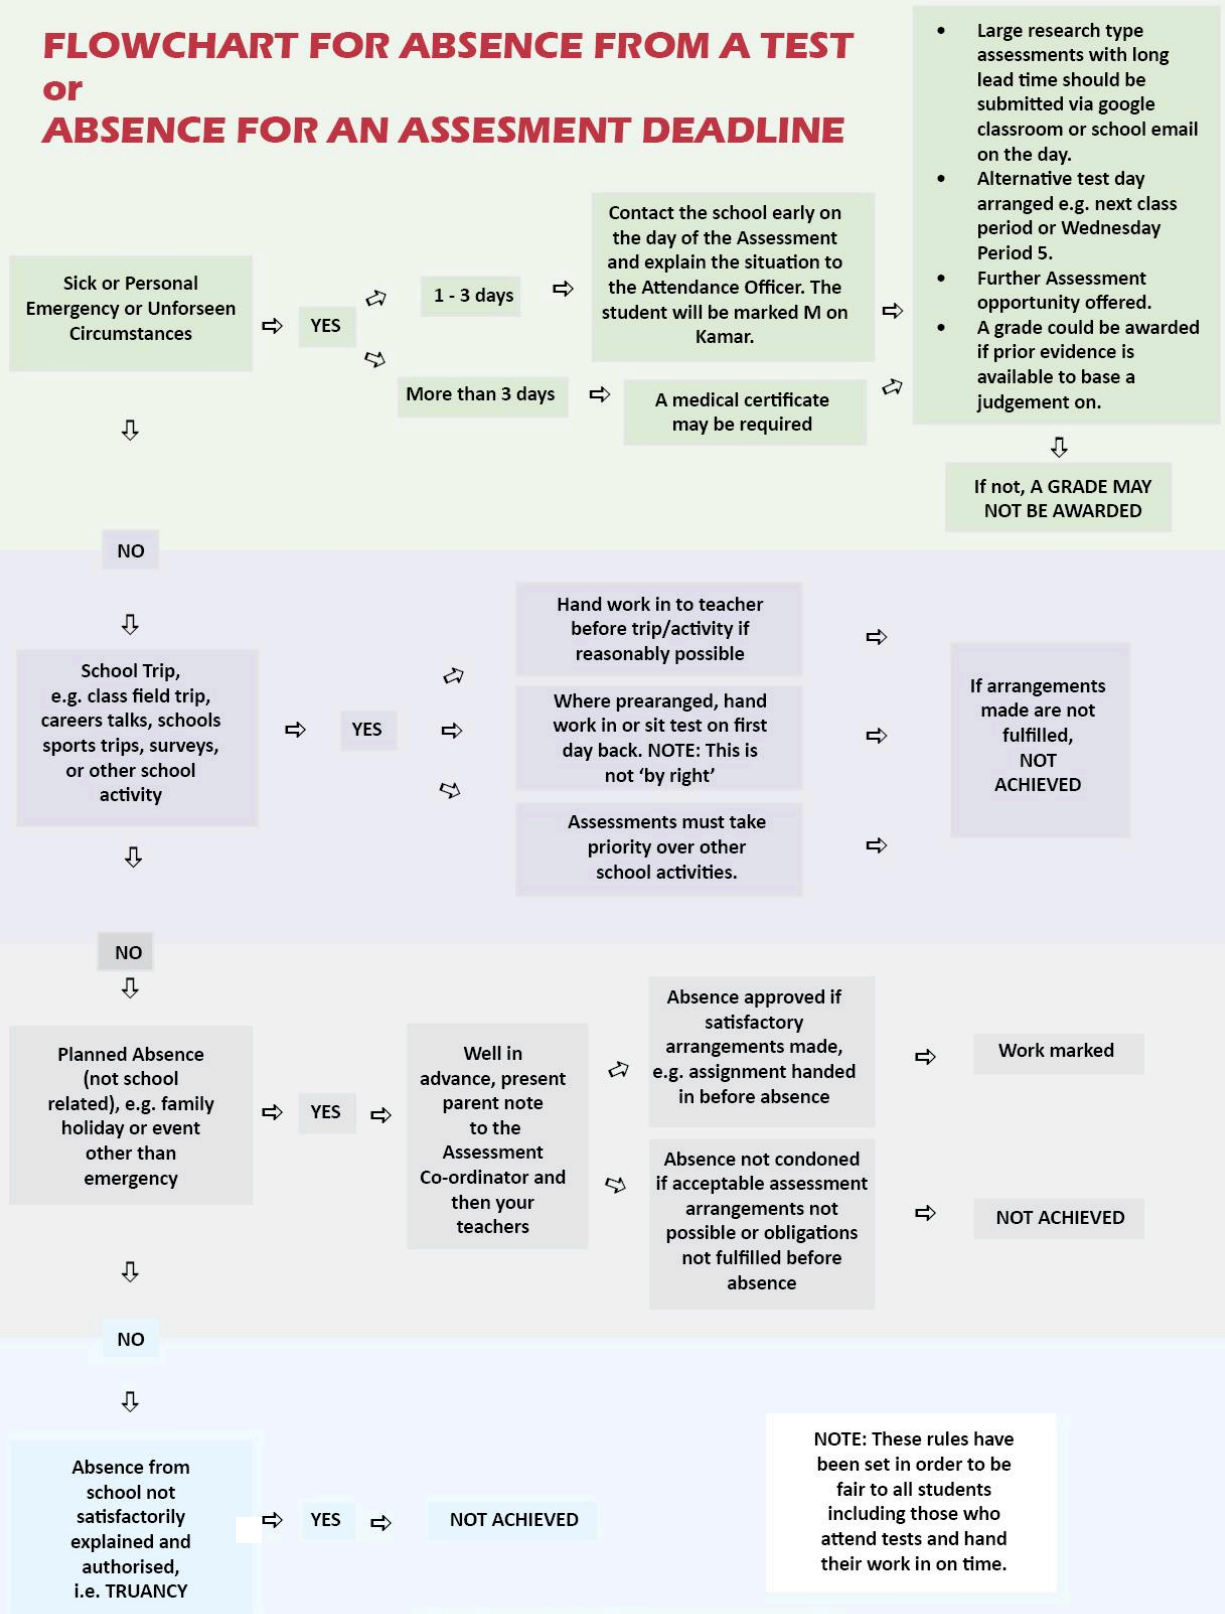 FLOWCHART FOR ABSENCE FROM A TEST
or
ABSENCE FOR AN ASSESMENT DEADLINE
Sick or Personal
Emergency or Unforseen
Circumstances
YES
1 - 3 days
Contact the school early on
the day of the Assessment
and explain the situation to
the Attendance Officer. The
student will be marked M on
Kamar.
More than 3 days
A medical certificate
may be required
• Large research type
assessments with long
lead time should be
submitted via google
classroom or school email
on the day.
• Alternative test day
arranged e.g. next class
period or Wednesday
Period 5.
• Further Assessment
opportunity offered.
• A grade could be awarded
if prior evidence is
available to base a
judgement on.
If not, A GRADE MAY
NOT BE AWARDED
NO
School Trip,
e.g. class field trip,
careers talks, schools
sports trips, surveys,
or other school
activity
YES
Hand work in to teacher
before trip/activity if
reasonably possible
Where prearanged, hand
work in or sit test on first
day back. NOTE: This is
not ‘by right’
Assessments must take
priority over other
school activities.
If arrangements
made are not
fulfilled,
NOT
ACHIEVED
NO
Planned Absence
(not school
related), e.g. family
holiday or event
other than
emergency
YES
Well in
advance, present
parent note
to the
Assessment
Co-ordinator and
then your
teachers
Absence approved if
satisfactory
arrangements made,
e.g. assignment handed
in before absence
Work marked
Absence not condoned
if acceptable assessment
arrangements not
possible or obligations
not fulfilled before
absence
NOT ACHIEVED
NO
Absence from
school not
satisfactorily
explained and
authorised,
i.e. TRUANCY
YES
NOT ACHIEVED
NOTE: These rules have
been set in order to be
fair to all students
including those who
attend tests and hand
their work in on time.